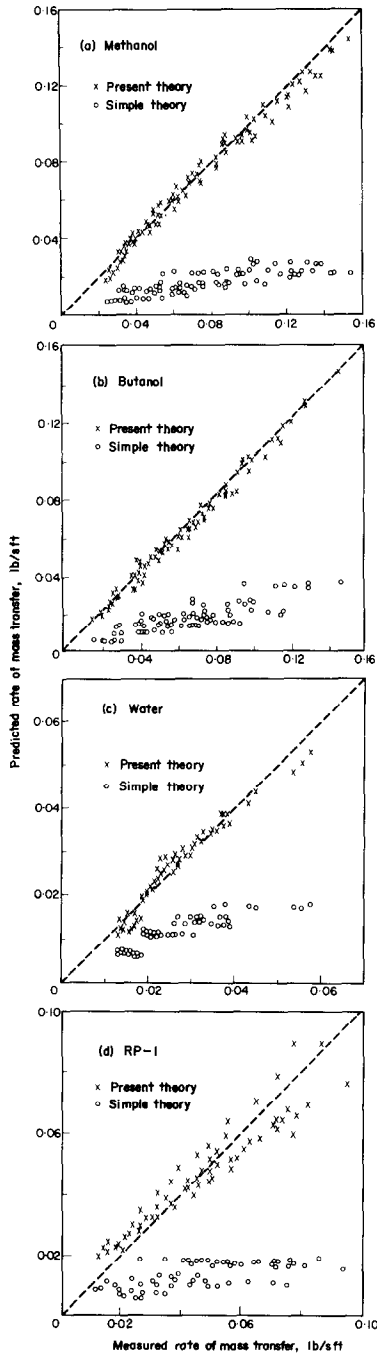 0·16
(a) Methanol
× Present theory
○ Simple theory
0·12
0·08
0·04
0
0·04
0·08
0·12
0·16
0·16
(b) Butanol
× Present theory
○ Simple theory
0·12
0·08
0·04
0
0·04
0·08
0·12
0·16
Predicted rate of mass transfer, lb/sft
(c) Water
0·06
× Present theory
○ Simple theory
0·04
0·02
0
0·02
0·04
0·06
0·10
(d) RP-1
× Present theory
○ Simple theory
0·06
0·02
0
0·02
0·06
0·10
Measured rate of mass transfer, lb/sft